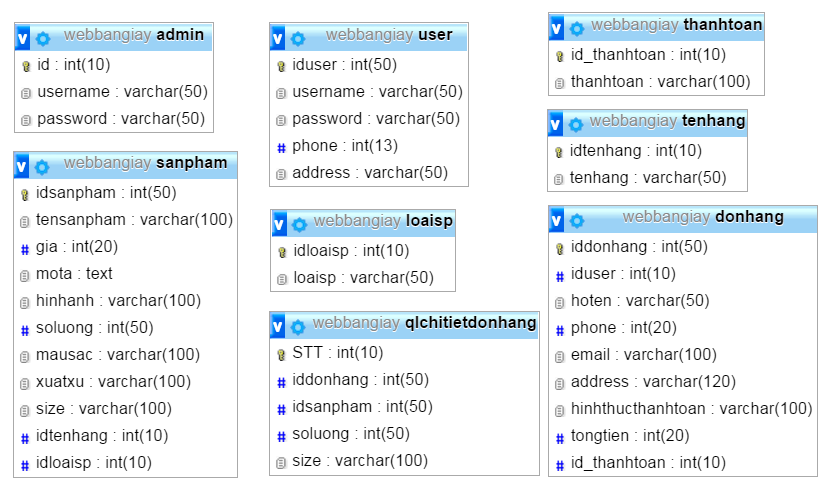 webbangiay admin
id : int(10)
username : varchar(50)
password : varchar(50)
webbangiay sanpham
idsanpham : int(50)
tensanpham : varchar(100)
gia : int(20)
mota : text
hinhanh : varchar(100)
soluong : int(50)
mausac : varchar(100)
xuatxu : varchar(100)
size : varchar(100)
idtenhang : int(10)
idloaisp : int(10)
webbangiay user
iduser : int(50)
username : varchar(50)
password : varchar(50)
phone : int(13)
address : varchar(50)
webbangiay loaisp
idloaisp : int(10)
loaisp : varchar(50)
webbangiay qlchitietdonhang
STT : int(10)
iddonhang : int(50)
idsanpham : int(50)
soluong : int(50)
size : varchar(100)
webbangiay thanhtoan
id_thanhtoan : int(10)
thanhtoan : varchar(100)
webbangiay tenhang
idtenhang : int(10)
tenhang : varchar(50)
webbangiay donhang
iddonhang : int(50)
iduser : int(10)
hoten : varchar(50)
phone : int(20)
email : varchar(100)
address : varchar(120)
hinhthucthanhtoan : varchar(100)
tongtien : int(20)
id_thanhtoan : int(10)